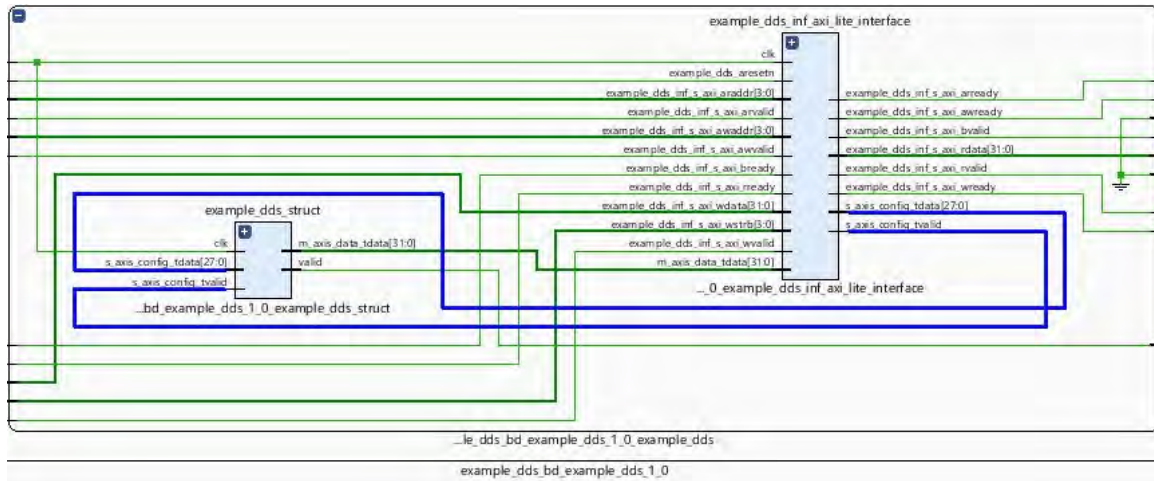 example_dds_inf_axi_lite_interface
clk
example_dds_aresetn
example_dds_inf_s_axi_araddr[3:0]
example_dds_inf_s_axi_arvalid
example_dds_inf_s_axi_awaddr[3:0]
example_dds_inf_s_axi_awvalid
example_dds_inf_s_axi_bready
example_dds_inf_s_axi_rready
example_dds_inf_s_axi_wdata[31:0]
example_dds_inf_s_axi_wstrb[3:0]
example_dds_inf_s_axi_wvalid
m_axis_data_tdata[31:0]
example_dds_inf_s_axi_arready
example_dds_inf_s_axi_awready
example_dds_inf_s_axi_bvalid
example_dds_inf_s_axi_rdata[31:0]
example_dds_inf_s_axi_rvalid
example_dds_inf_s_axi_wready
s_axis_config_tdata[27:0]
s_axis_config_tvalid
..._0_example_dds_inf_axi_lite_interface
example_dds_struct
clk
s_axis_config_tdata[27:0]
s_axis_config_tvalid
m_axis_data_tdata[31:0]
valid
...bd_example_dds_1_0_example_dds_struct
...le_dds_bd_example_dds_1_0_example_dds
example_dds_bd_example_dds_1_0